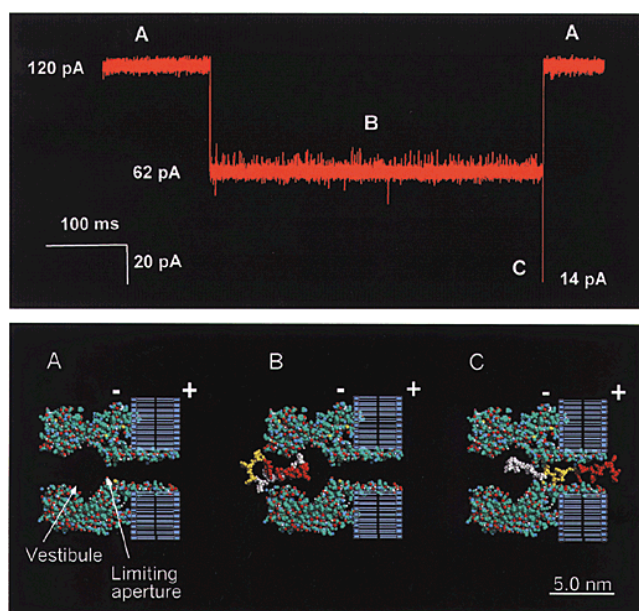 A
A
120 pA
B
62 pA
100 ms
20 pA
C
14 pA
A
B
C
- +
- +
- +
Vestibule
Limiting
aperture
5.0 nm